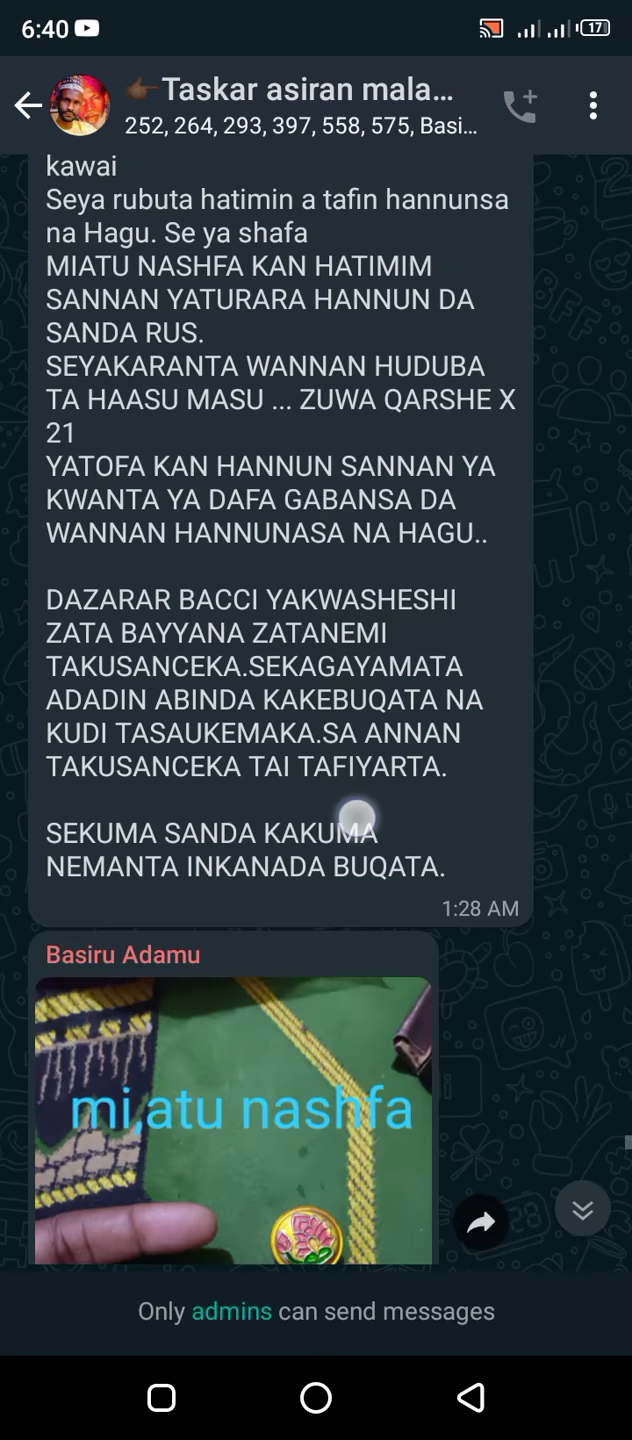 6:40
17
Taskar asiran mala...
252, 264, 293, 397, 558, 575, Basi...
kawai
Seya rubuta hatimin a tafin hannunsa
na Hagu. Se ya shafa
MIATU NASHFA KAN HATIMIM
SANNAN YATURARA HANNUN DA
SANDA RUS.
SEYAKARANTA WANNAN HUDUBA
TA HAASU MASU ... ZUWA QARSHE X
21
YATOFA KAN HANNUN SANNAN YA
KWANTA YA DAFA GABANSA DA
WANNAN HANNUNASA NA HAGU..
DAZARAR BACCI YAKWASHESHI
ZATA BAYYANA ZATANEMI
TAKUSANCEKA.SEKAGAYAMATA
ADADIN ABINDA KAKEBUQATA NA
KUDI TASAUKEMAKA.SA ANNAN
TAKUSANCEKA TAI TAFIYARTA.
SEKUMA SANDA KAKUMA
NEMANTA INKANADA BUQATA.
1:28 AM
Basiru Adamu
mi,atu nashfa
Only admins can send messages